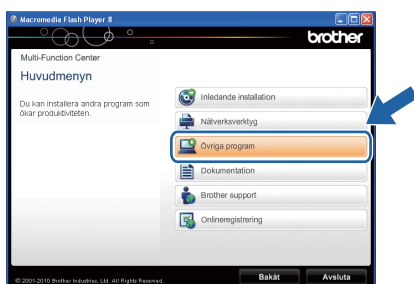 Macromedia Flash Player 8
brother
Multi-Function Center
Huvudmenyn
Du kan installera andra program som
ökar produktiviteten.
Inledande installation
Nätverksverktyg
Övriga program
Dokumentation
Brother support
Onlineregistrering
© 2001-2010 Brother Industries, Ltd. All Rights Reserved.
Bakåt
Avsluta